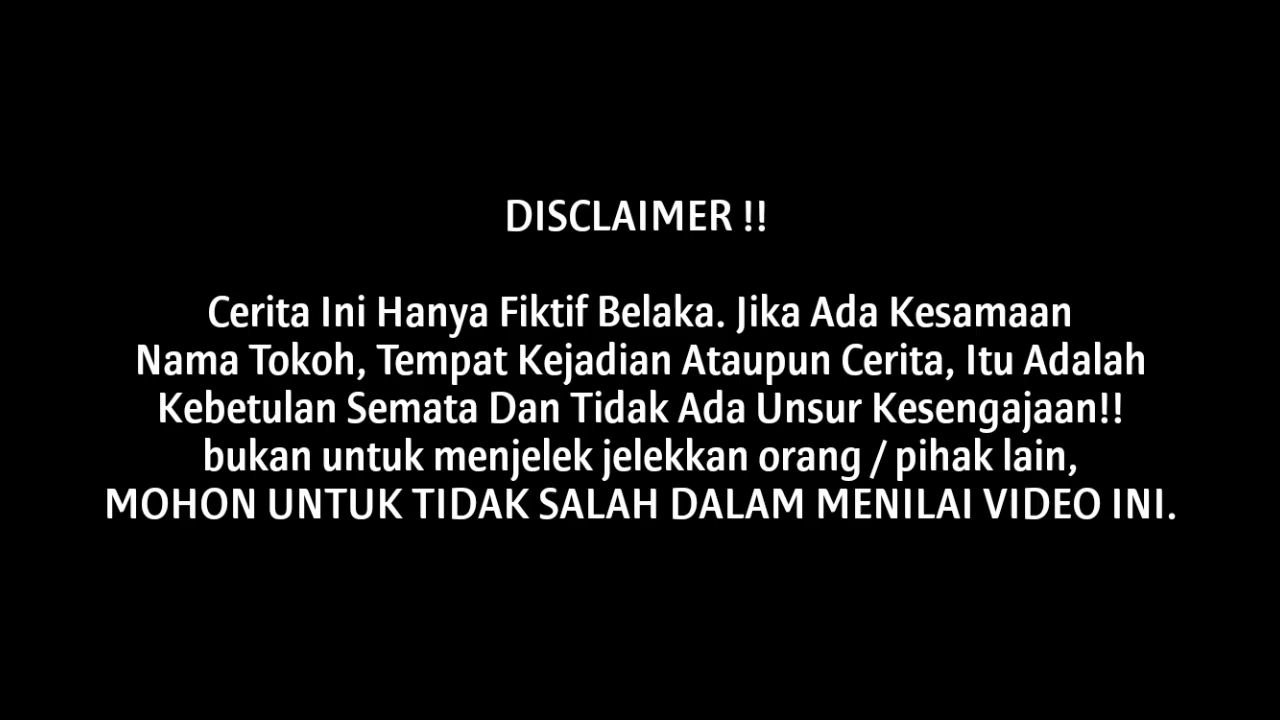 DISCLAIMER !!
Cerita Ini Hanya Fiktif Belaka. Jika Ada Kesamaan
Nama Tokoh, Tempat Kejadian Ataupun Cerita, Itu Adalah
Kebetulan Semata Dan Tidak Ada Unsur Kesengajaan!!
bukan untuk menjelek jelekkan orang / pihak lain,
MOHON UNTUK TIDAK SALAH DALAM MENILAI VIDEO INI.